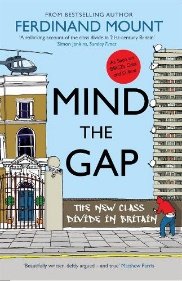 FROM BESTSELLING AUTHOR
FERDINAND MOUNT
'A enthralling account of the class divide in 21st-century Britain'
Simon Jenkins, Sunday Times
MIND
THE
GAP
THE NEW CLASS
DIVIDE IN BRITAIN
'Beautifully written, deftly argued - and true' Matthew Parris